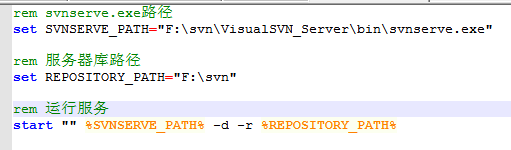 rem svnserve.exe路径
set SVNSERVE_PATH="F:\svn\VisualSVN_Server\bin\svnserve.exe"
rem 服务器库路径
set REPOSITORY_PATH="F:\svn"
rem 运行服务
start "" %SVNSERVE_PATH% -d -r %REPOSITORY_PATH%